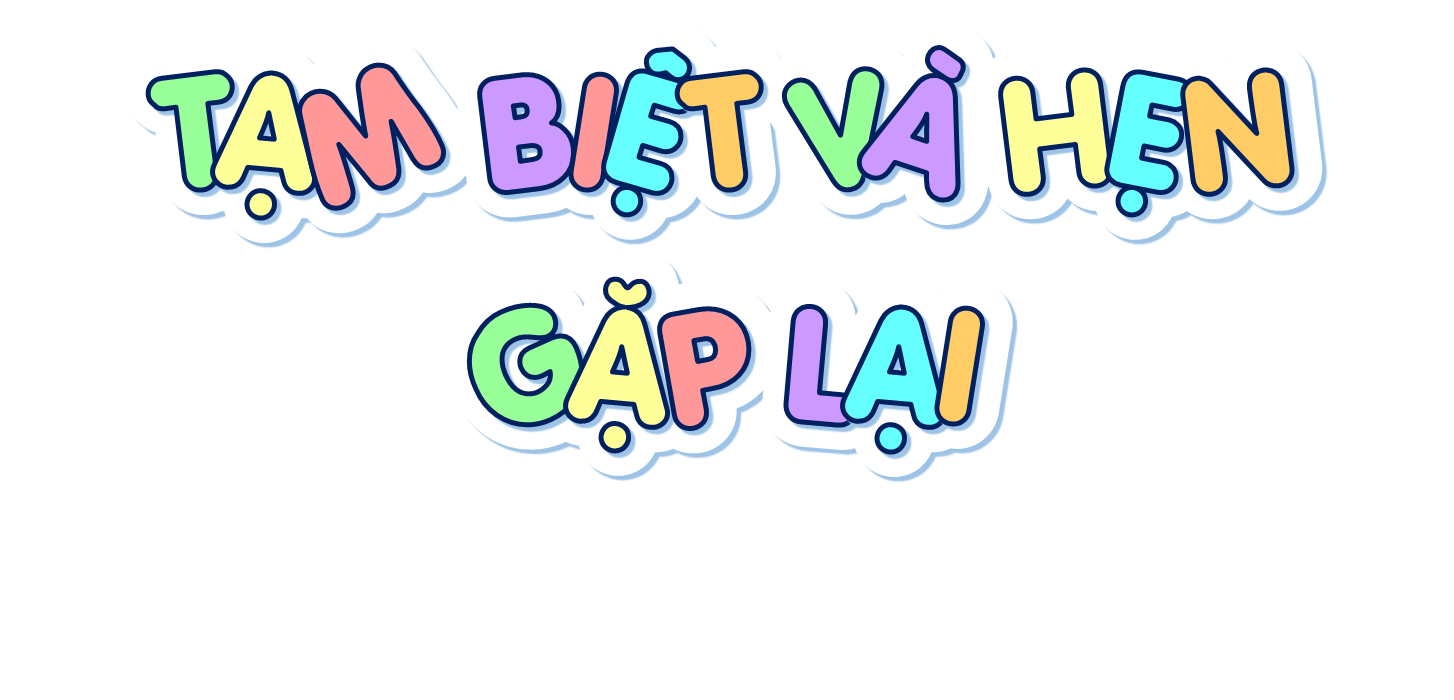 TẠM BIỆT VÀ HẸN
GẶP LẠI